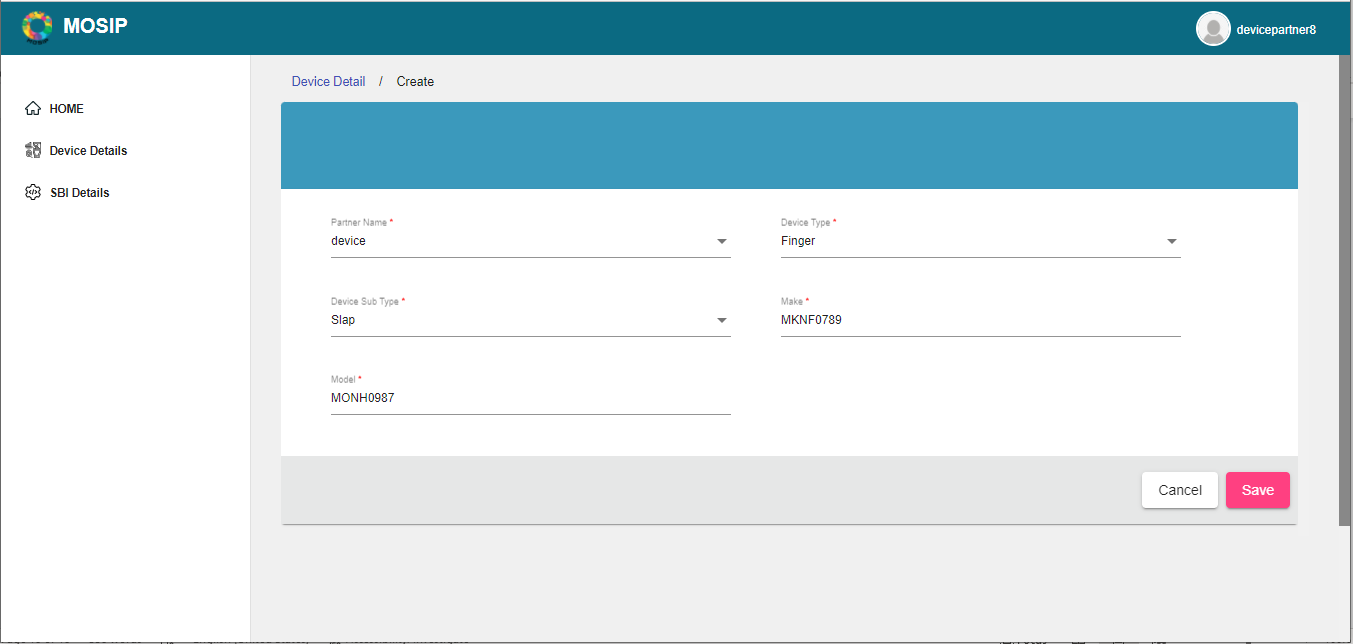 MOSIP
devicepartner8
Device Detail / Create
HOME
Device Details
SBI Details
Partner Name *
device
Device Type *
Finger
Device Sub Type *
Slap
Make *
MKNF0789
Model *
MONH0987
Cancel
Save